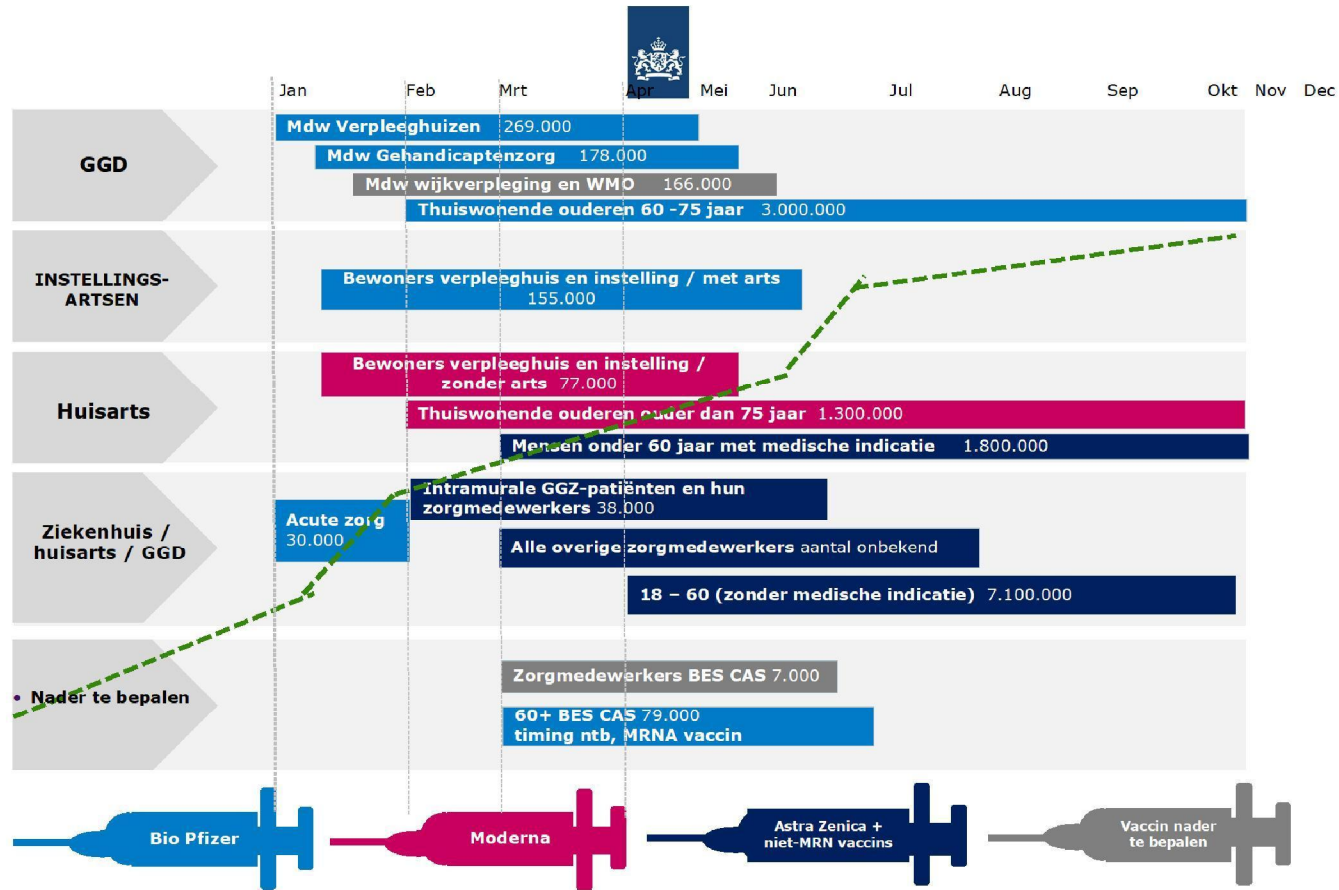 Jan Feb Mrt Apr Mei Jun Jul Aug Sep Okt Nov Dec
GGD
Mdw Verpleeghuizen 269.000
Mdw Gehandicaptenzorg 178.000
Mdw wijkverpleging en WMO 166.000
Thuiswonende ouderen 60 -75 jaar 3.000.000
INSTELLINGS-
ARTSEN
Bewoners verpleeghuis en instelling / met arts
155.000
Huisarts
Bewoners verpleeghuis en instelling /
zonder arts 77.000
Thuiswonende ouderen ouder dan 75 jaar 1.300.000
Mensen onder 60 jaar met medische indicatie 1.800.000
Ziekenhuis /
huisarts / GGD
Acute zorg
30.000
Intramurale GGZ-patiënten en hun
zorgmedewerkers 38.000
Alle overige zorgmedewerkers aantal onbekend
18 – 60 (zonder medische indicatie) 7.100.000
• Nader te bepalen
Zorgmedewerkers BES CAS 7.000
60+ BES CAS 79.000
timing ntb, MRNA vaccin
Bio Pfizer
Moderna
Astra Zenica +
niet-MRN vaccins
Vaccin nader
te bepalen